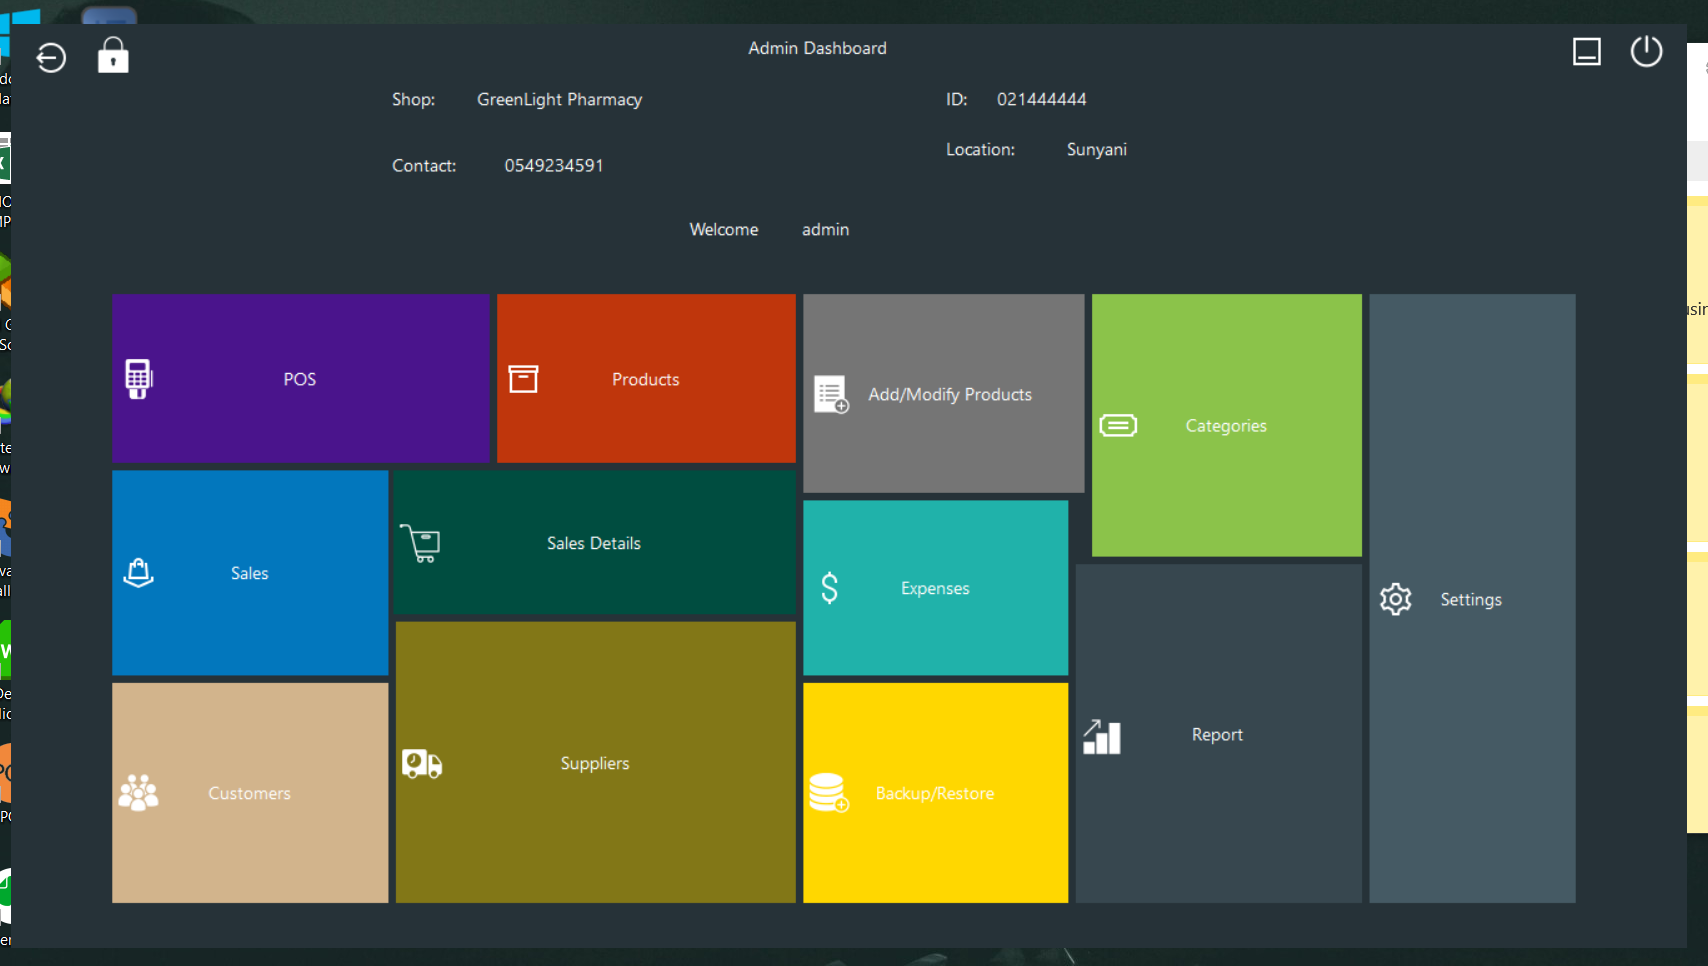 Admin Dashboard
Shop: GreenLight Pharmacy
ID: 021444444
Location: Sunyani
Contact: 0549234591
Welcome admin
POS
Products
Add/Modify Products
Categories
Sales
Sales Details
Expenses
Settings
Customers
Suppliers
Backup/Restore
Report